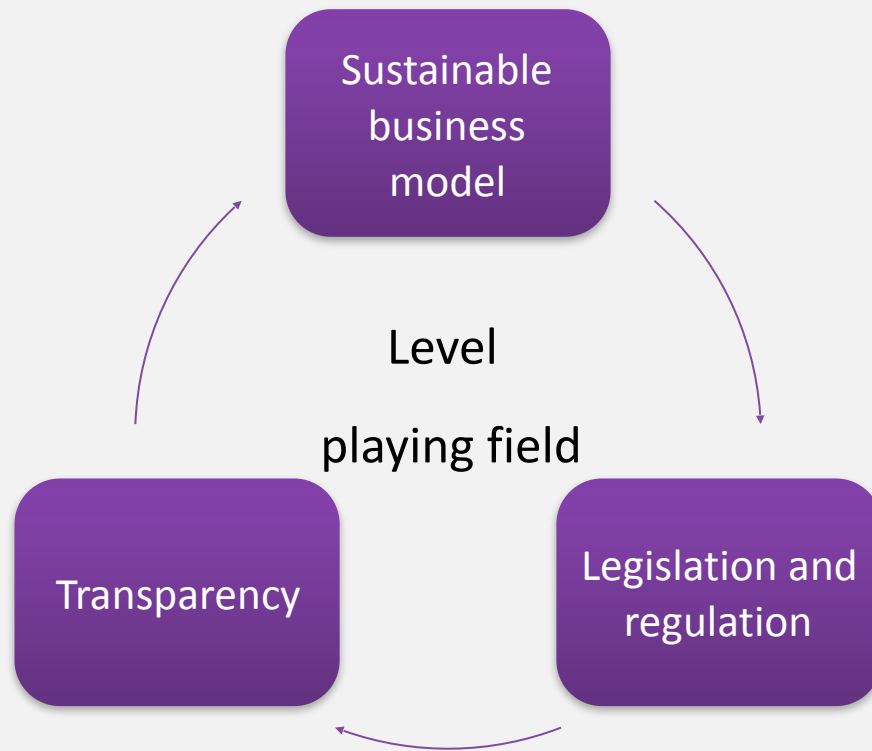 Sustainable
business
model
Level
playing field
Transparency
Legislation and
regulation